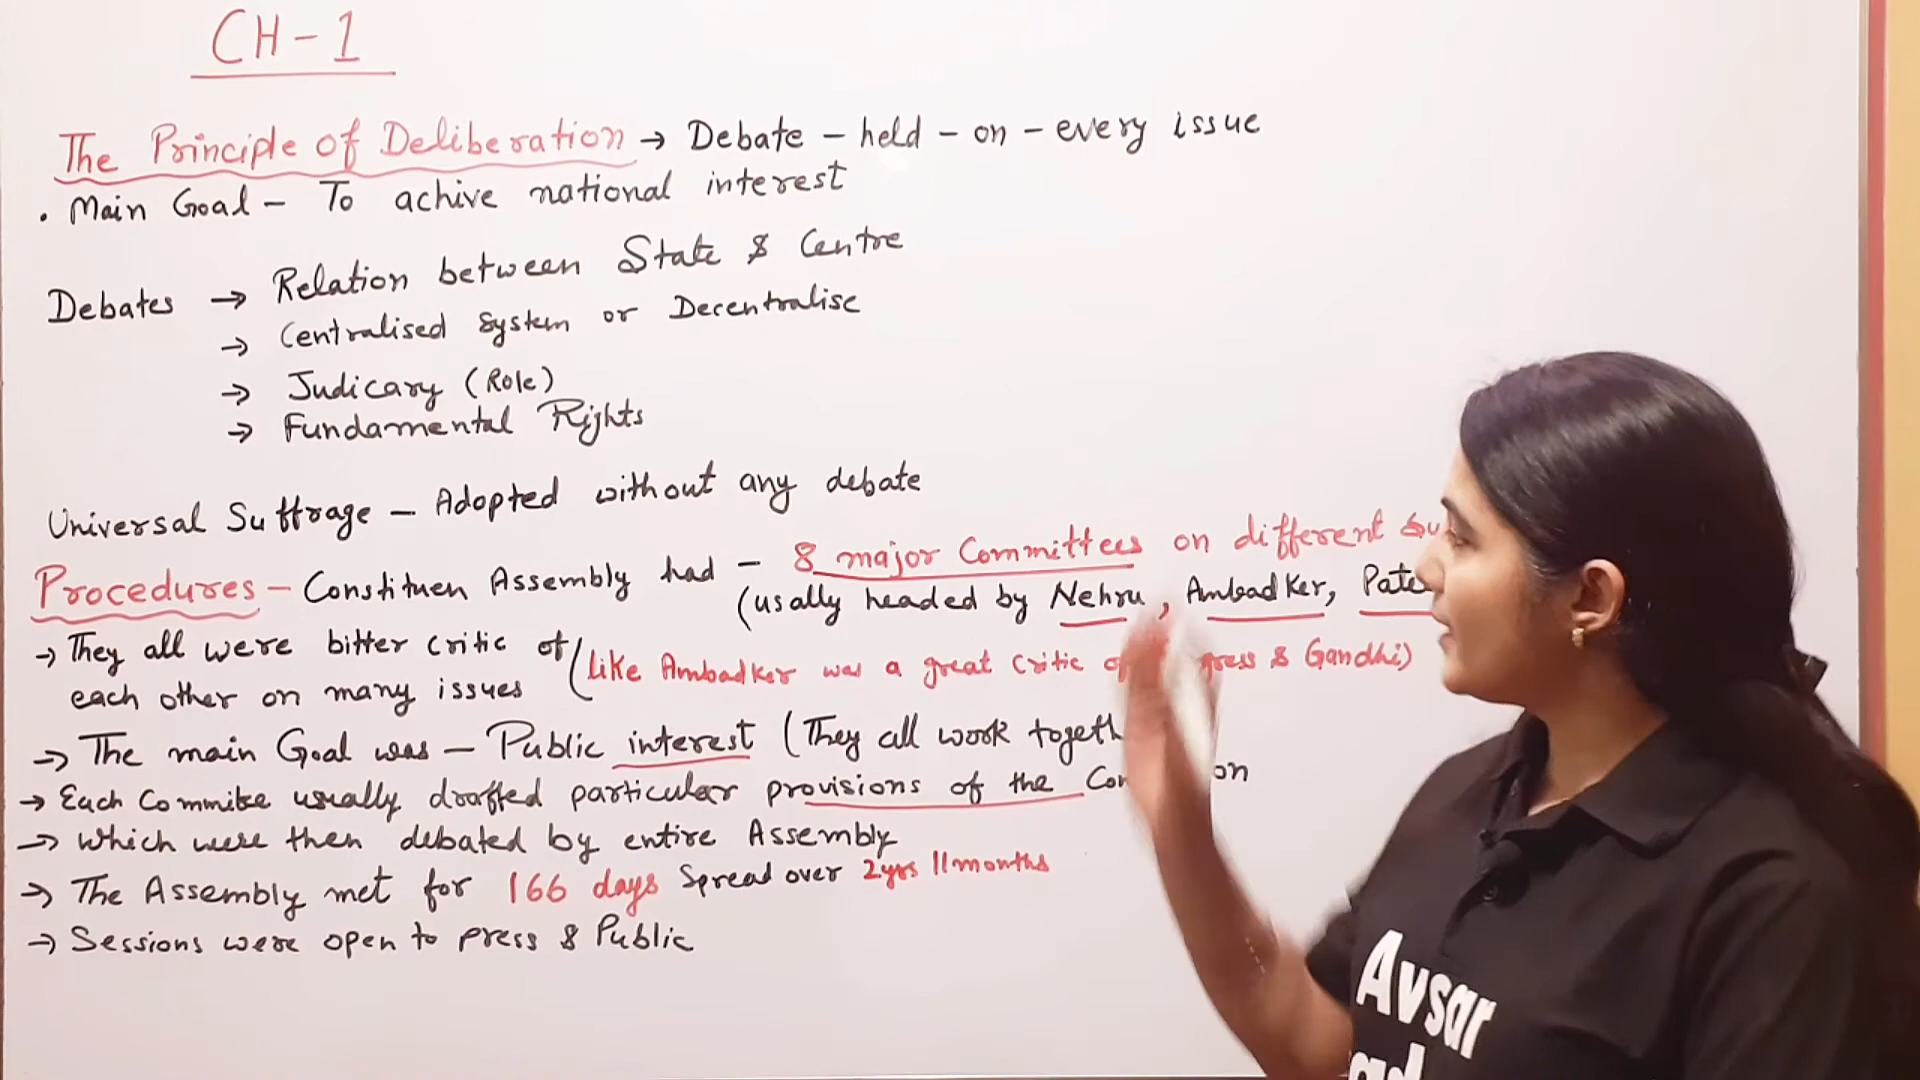 CH-1
The Principle of Deliberation → Debate - held - on - every issue
. Main Goal - To achive national interest
Debates → Relation between State & Centre
→ Centralised System or Decentralise
→ Judicary (Role)
→ Fundamental Rights
Universal Suffrage - Adopted without any debate
Procedures - Constituen Assembly had - 8 major Committees on different
(usally headed by Nehru, Ambadker,
→ They all were bitter critic of (like Ambadker was a great critic & Gandhi)
each other on many issues
→ The main Goal was - Public interest (They all work
→ Each Commitee usually drafted particular provisions of the
→ which were then debated by entire Assembly
→ The Assembly met for 166 days Spread over 2yrs 11months
→ Sessions were open to press & Public
Avsar